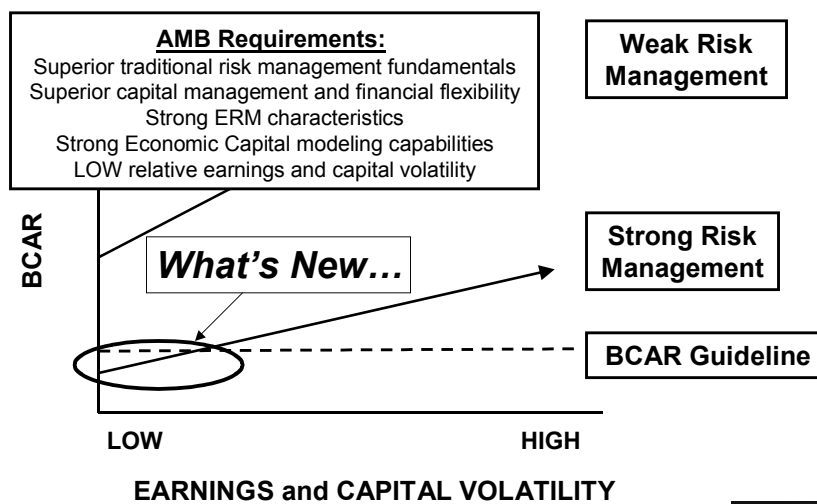 AMB Requirements:
Superior traditional risk management fundamentals
Superior capital management and financial flexibility
Strong ERM characteristics
Strong Economic Capital modeling capabilities
LOW relative earnings and capital volatility
Weak Risk
Management
BCAR
What's New…
Strong Risk
Management
BCAR Guideline
LOW
HIGH
EARNINGS and CAPITAL VOLATILITY